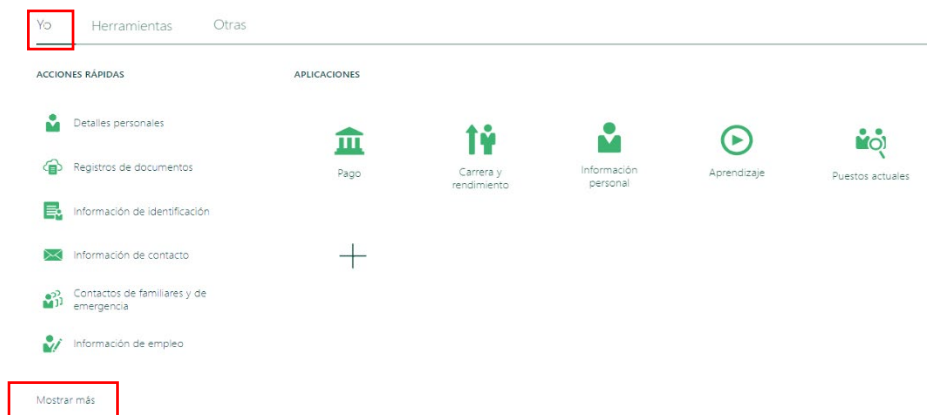 Yo Herramientas Otras
ACCIONES RÁPIDAS
Detalles personales
Registros de documentos
Información de identificación
Información de contacto
Contactos de familiares y de
emergencia
Información de empleo
Mostrar más
APLICACIONES
Pago
Carrera y
rendimiento
Información
personal
Aprendizaje
Puestos actuales